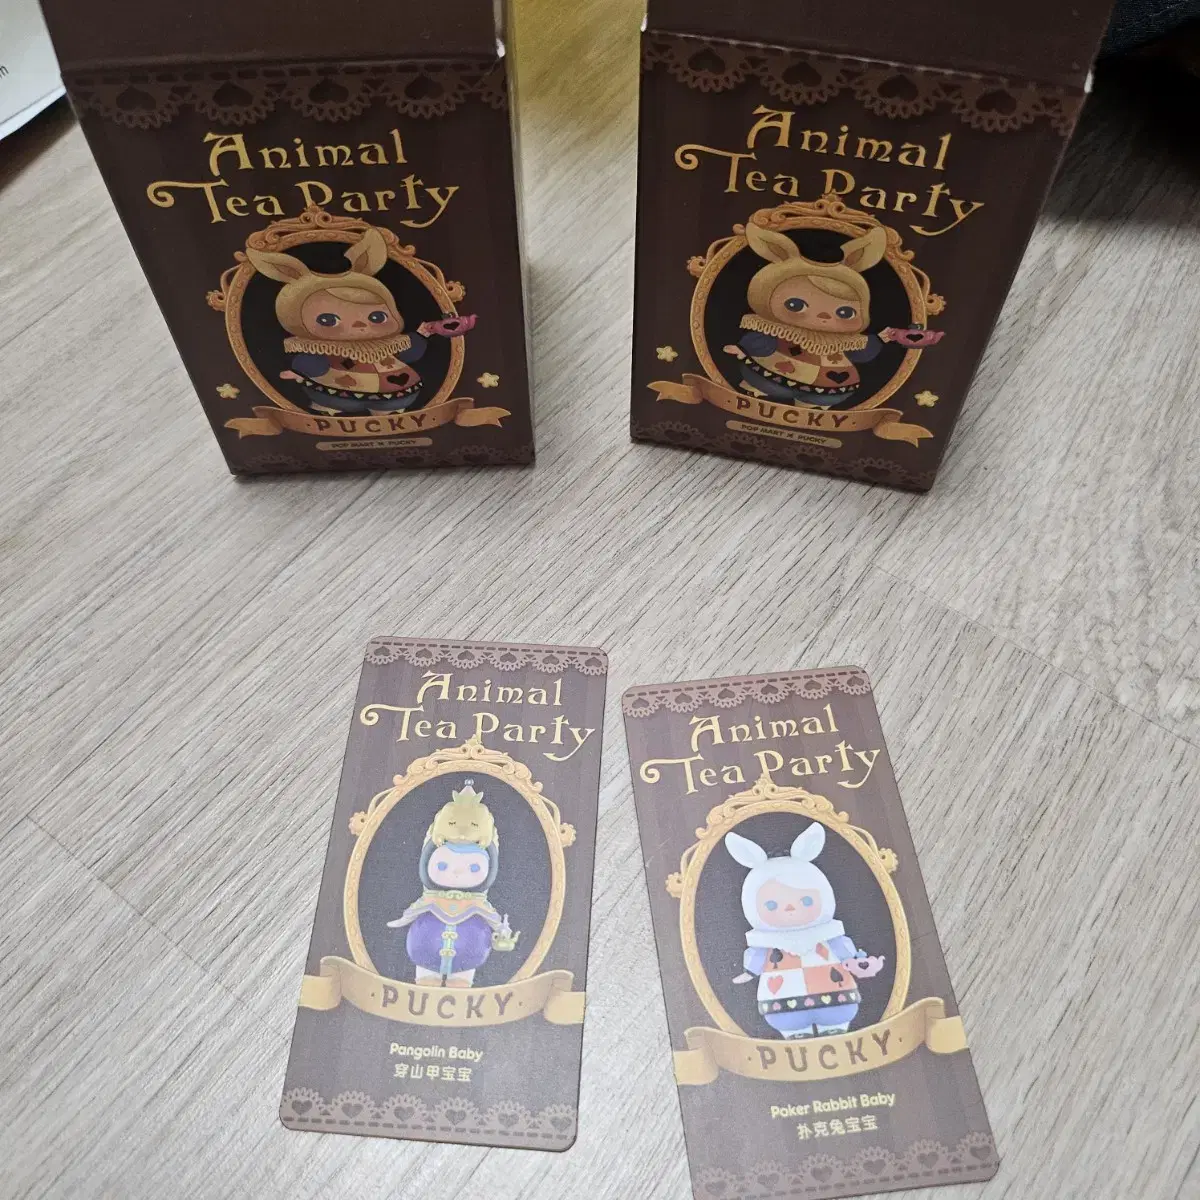 Animal
Tea Party
PUCKY
POP MART × PUCKY
Animal
Tea Party
PUCKY
POP MART × PUCKY
Animal
Tea Party
PUCKY
Pangolin Baby
穿山甲宝宝
Animal
Tea Party
PUCKY
Poker Rabbit Baby
扑克兔宝宝